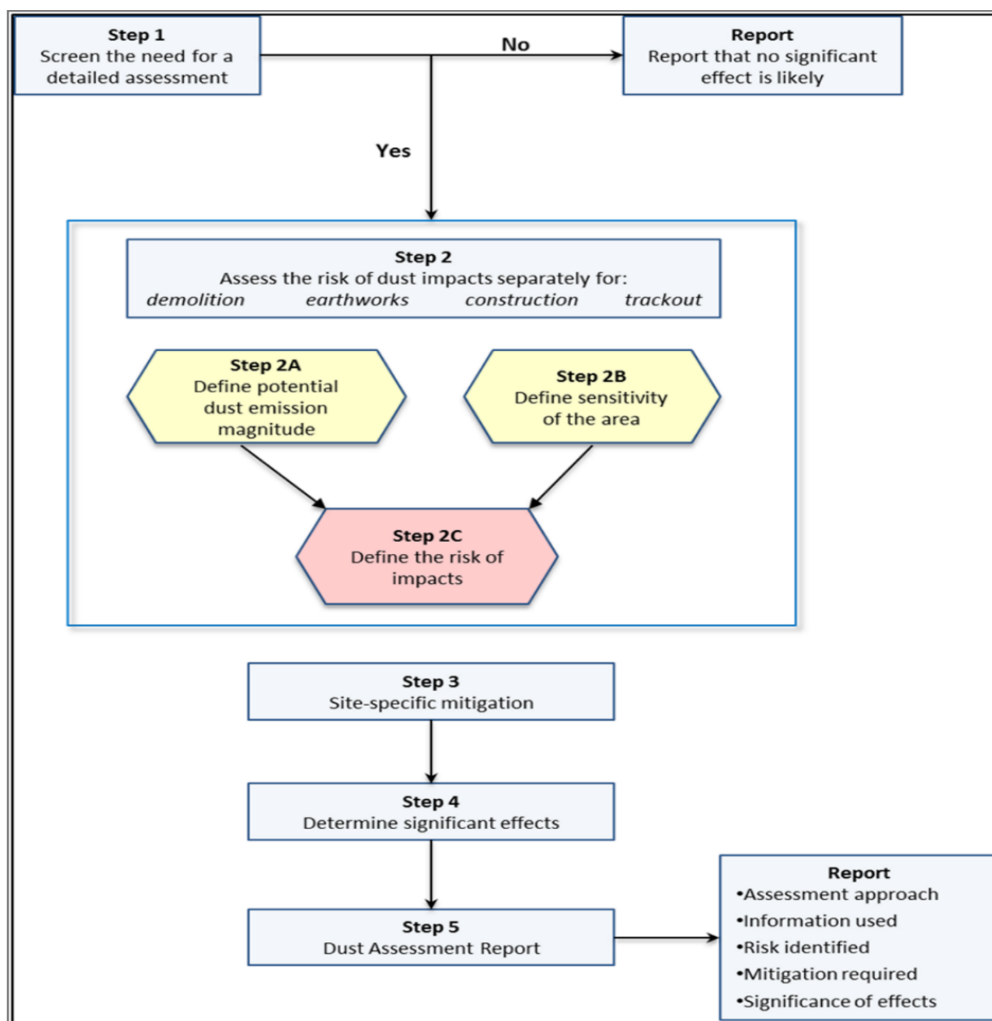 Step 1
Screen the need for a
detailed assessment
No
Report
Report that no significant
effect is likely
Yes
Step 2
Assess the risk of dust impacts separately for:
demolition earthworks construction trackout
Step 2A
Define potential
dust emission
magnitude
Step 2B
Define sensitivity
of the area
Step 2C
Define the risk of
impacts
Step 3
Site-specific mitigation
Step 4
Determine significant effects
Step 5
Dust Assessment Report
Report
•Assessment approach
•Information used
•Risk identified
•Mitigation required
•Significance of effects